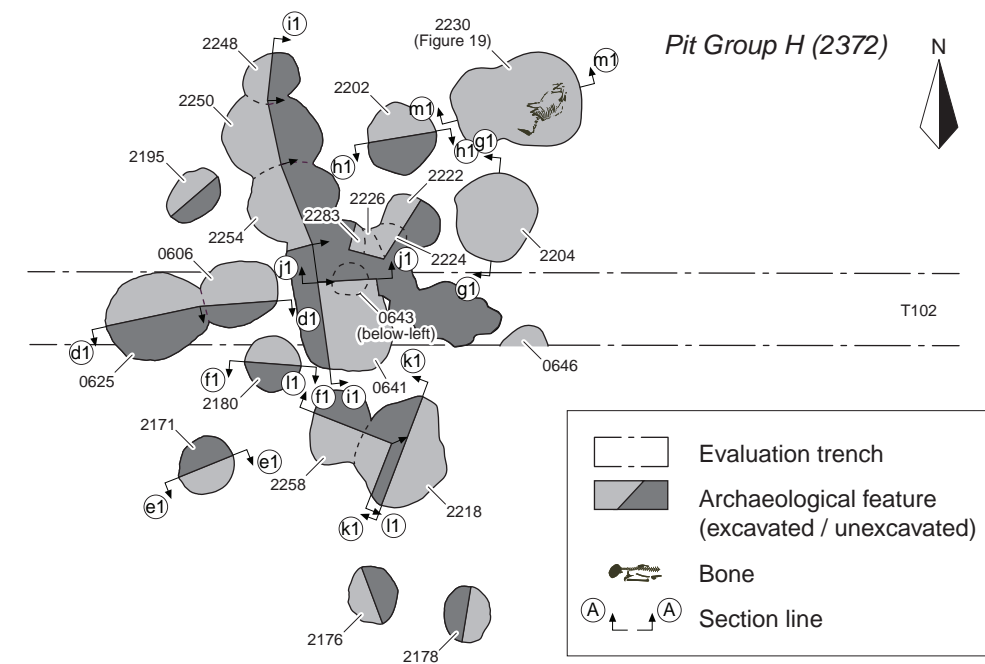 Pit Group H (2372)
N
i1
2248
2230
(Figure 19)
m1
2250
2202
m1
h1
g1
h1
2195
2222
2226
2283
2254
2224
2204
0606
j1
j1
g1
T102
d1
0643
(below-left)
d1
k1
0646
0625
f1
l1
f1
i1
0641
2180
2171
e1
2258
2218
e1
k1
l1
2176
2178
Evaluation trench
Archaeological feature
(excavated / unexcavated)
Bone
A
A
Section line